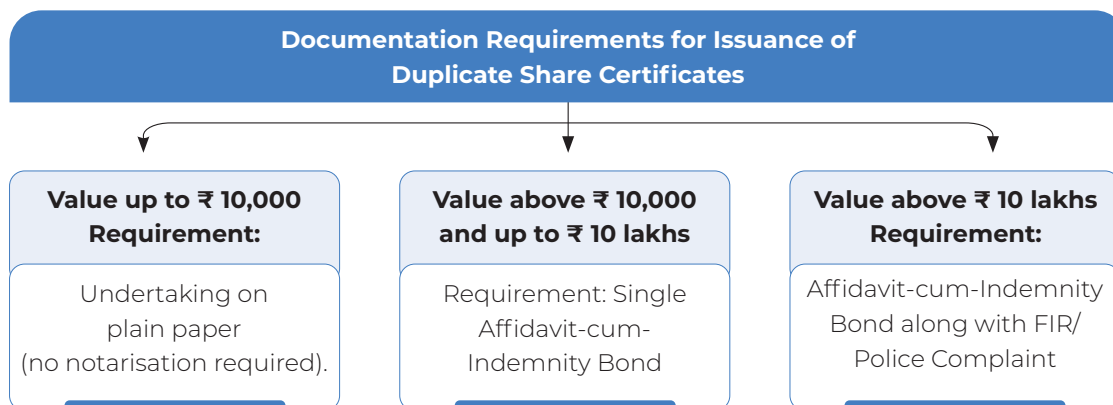 Documentation Requirements for Issuance of
Duplicate Share Certificates
Value up to ₹ 10,000
Requirement:
Undertaking on
plain paper
(no notarisation required).
Value above ₹ 10,000
and up to ₹ 10 lakhs
Requirement: Single
Affidavit-cum-
Indemnity Bond
Value above ₹ 10 lakhs
Requirement:
Affidavit-cum-Indemnity
Bond along with FIR/
Police Complaint